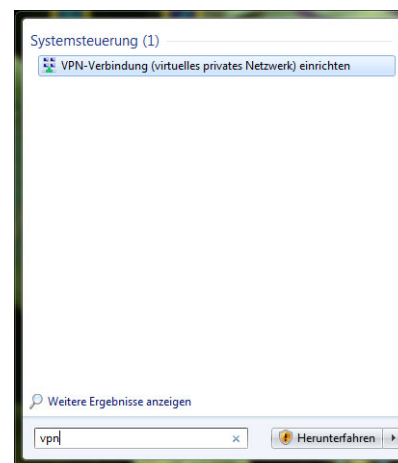 Systemsteuerung (1)
VPN-Verbindung (virtuelles privates Netzwerk) einrichten
Weitere Ergebnisse anzeigen
vpn
Herunterfahren